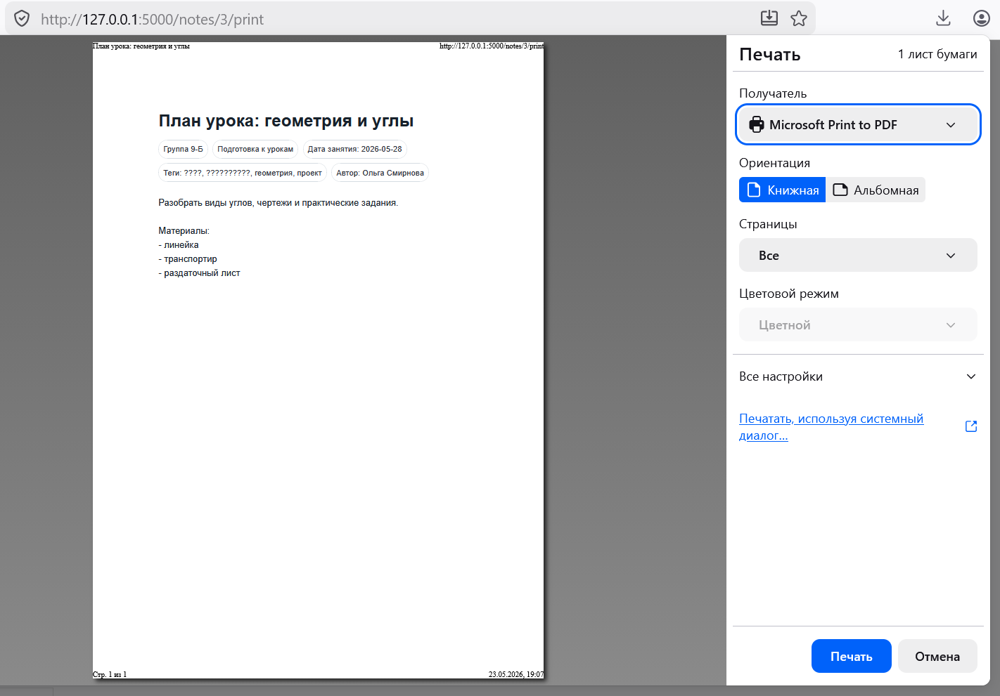 http://127.0.0.1:5000/notes/3/print
План урока: геометрия и углы
http://127.0.0.1:5000/notes/3/print
План урока: геометрия и углы
Группа 9-Б Подготовка к урокам Дата занятия: 2026-05-28
Теги: ????, ??????????, геометрия, проект Автор: Ольга Смирнова
Разобрать виды углов, чертежи и практические задания.
Материалы:
- линейка
- транспортир
- раздаточный лист
Стр. 1 из 1
23.05.2026, 19:07
Печать
1 лист бумаги
Получатель
Microsoft Print to PDF
Ориентация
Книжная
Альбомная
Страницы
Все
Цветовой режим
Цветной
Все настройки
Печатать, используя системный
диалог...
Печать
Отмена